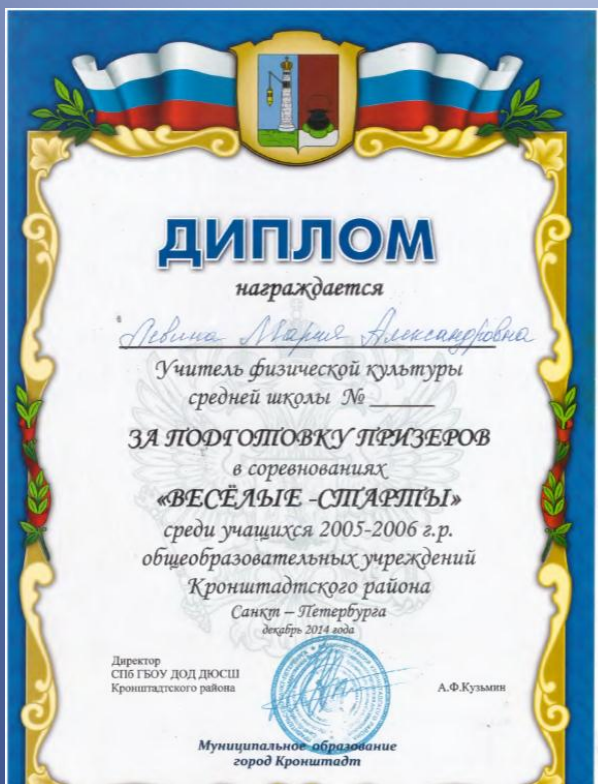 ДИПЛОМ
награждается
Левина Мария Александровна
Учитель физической культуры
средней школы № ______
ЗА ПОДГОТОВКУ ПРИЗЕРОВ
в соревнованиях
«ВЕСЁЛЫЕ -СТАРТЫ»
среди учащихся 2005-2006 г.р.
общеобразовательных учреждений
Кронштадтского района
Санкт – Петербурга
декабрь 2014 года
Директор
СПб ГБОУ ДОД ДЮСШ
Кронштадтского района
А.Ф.Кузьмин
Муниципальное образование
город Кронштадт